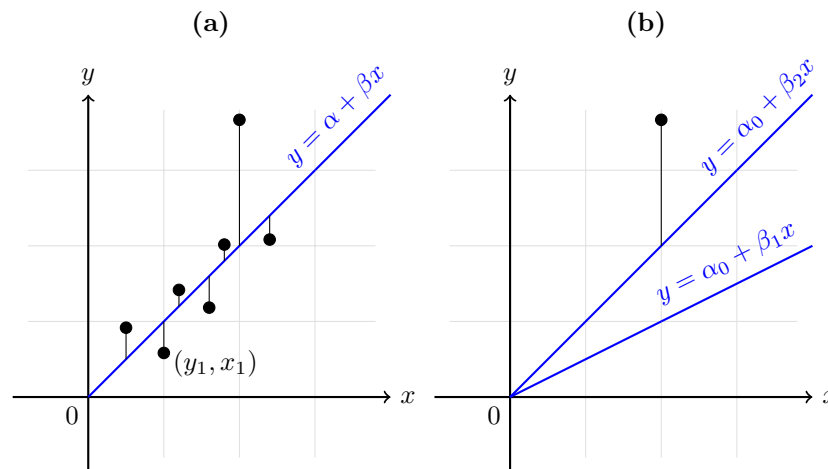 (a)
y
y = α + βx
(y₁, x₁)
0
x
(b)
y
y = α₀ + β₂x
y = α₀ + β₁x
0
x